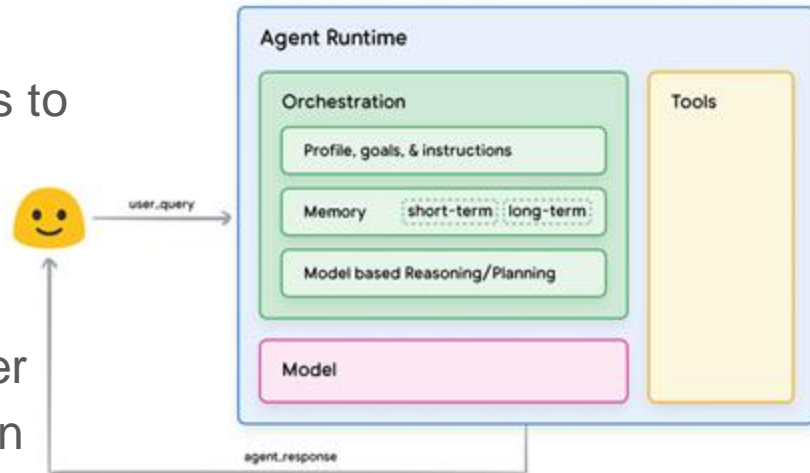 s to
er
n
Agent Runtime
Orchestration
Tools
Profile, goals, & instructions
Memory short-term long-term
Model based Reasoning/Planning
Model
user_query
agent_response